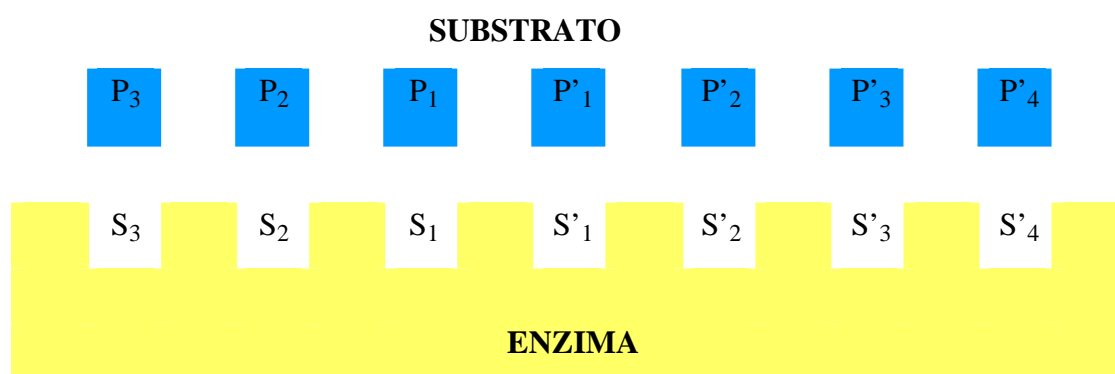 SUBSTRATO
P3 P2 P1 P’1 P’2 P’3 P’4
S3 S2 S1 S’1 S’2 S’3 S’4
ENZIMA